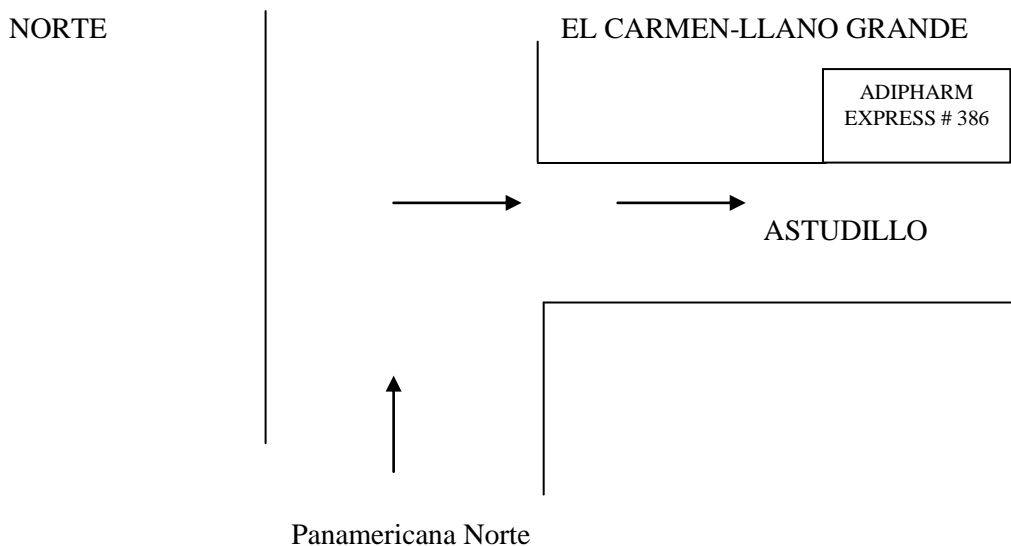 NORTE
EL CARMEN-LLANO GRANDE
ADIPHARM
EXPRESS # 386
ASTUDILLO
Panamericana Norte